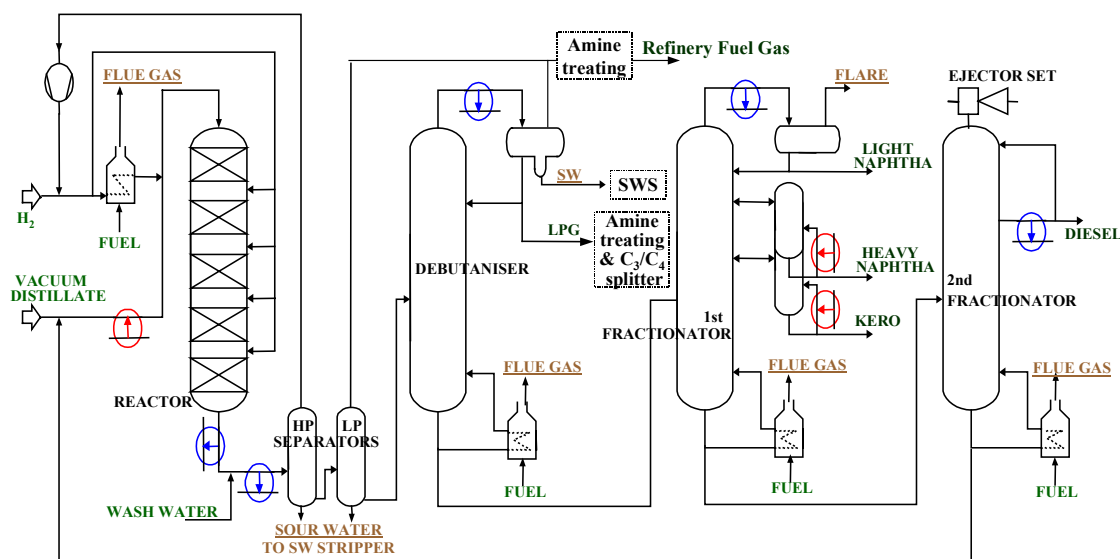 Amine
treating
Refinery Fuel Gas
FLUE GAS
FLARE
EJECTOR SET
H2
FUEL
SW
SWS
LIGHT
NAPHTHA
LPG
Amine
treating
& C3/C4
splitter
DIESEL
VACUUM
DISTILLATE
DEBUTANISER
HEAVY
NAPHTHA
2nd
FRACTIONATOR
1st
FRACTIONATOR
KERO
REACTOR
FLUE GAS
FLUE GAS
FLUE GAS
HP LP
SEPARATORS
WASH WATER
FUEL
FUEL
FUEL
SOUR WATER
TO SW STRIPPER